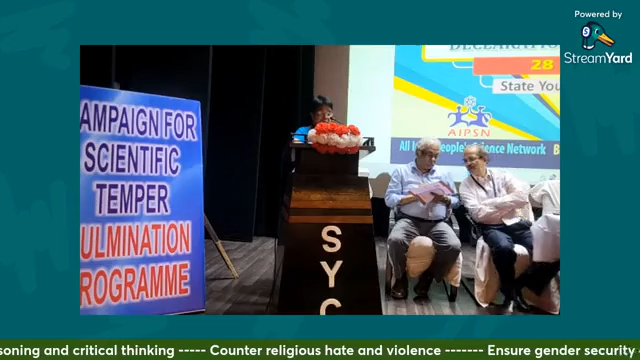 Powered by
StreamYard
DECLARATIO
28
State You
AIPSN
All I People's Science Network B
AMPAIGN FOR
SCIENTIFIC
TEMPER
ULMINATION
ROGRAMME
SYC
soning and critical thinking ----- Counter religious hate and violence ------- Ensure gender security -